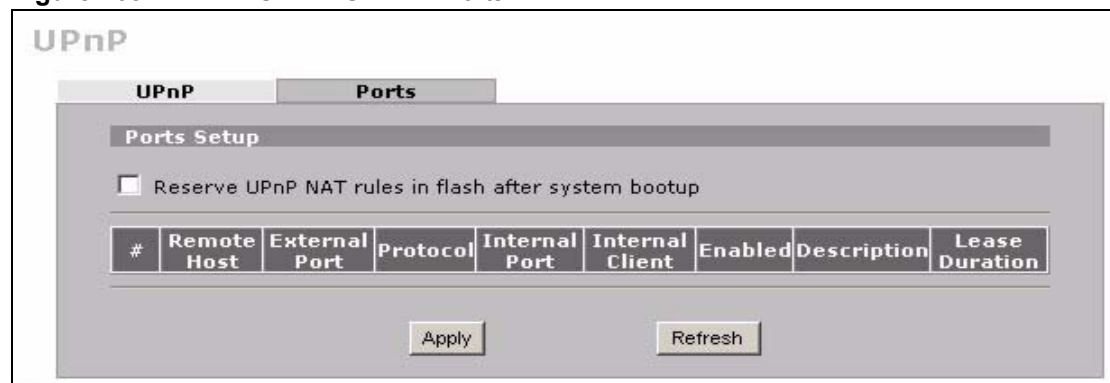 UPnP
UPnP Ports
Ports Setup
Reserve UPnP NAT rules in flash after system bootup
# Remote Host External Port Protocol Internal Port Internal Client Enabled Description Lease Duration
Apply Refresh